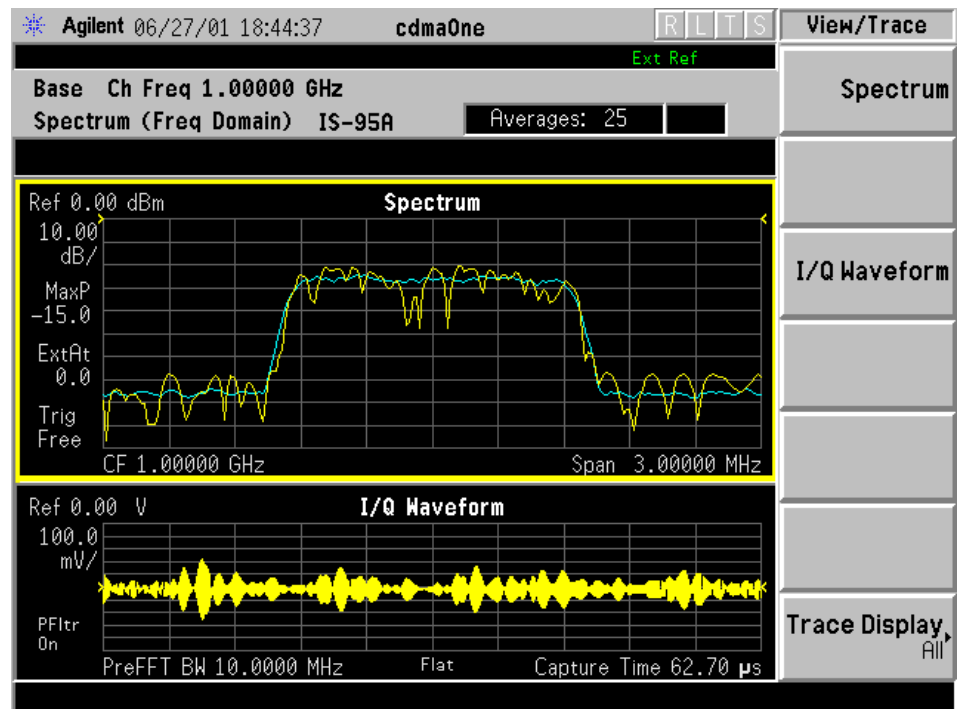 Agilent 06/27/01 18:44:37 cdmaOne R L T S View/Trace
Ext Ref
Base Ch Freq 1.00000 GHz
Spectrum (Freq Domain) IS-95A Averages: 25
Spectrum
I/Q Waveform
Trace Display
All
Ref 0.00 dBm Spectrum
10.00
dB/
MaxP
-15.0
ExtAt
0.0
Trig
Free
CF 1.00000 GHz Span 3.00000 MHz
Ref 0.00 V I/Q Waveform
100.0
mV/
PFltr
On
PreFFT BW 10.0000 MHz Flat Capture Time 62.70 µs